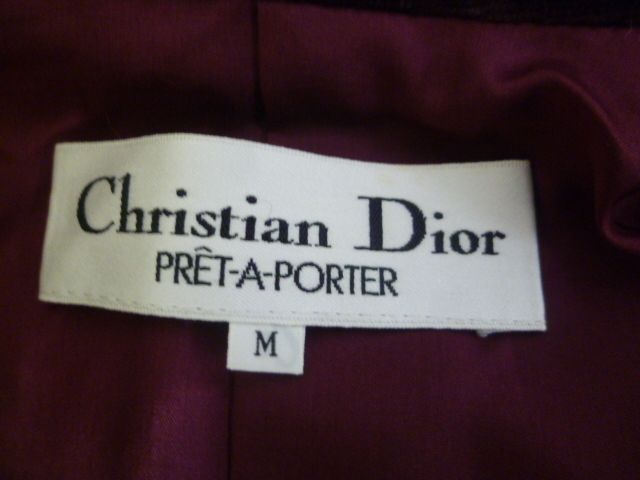 Christian Dior
PRÊT-A-PORTER
M